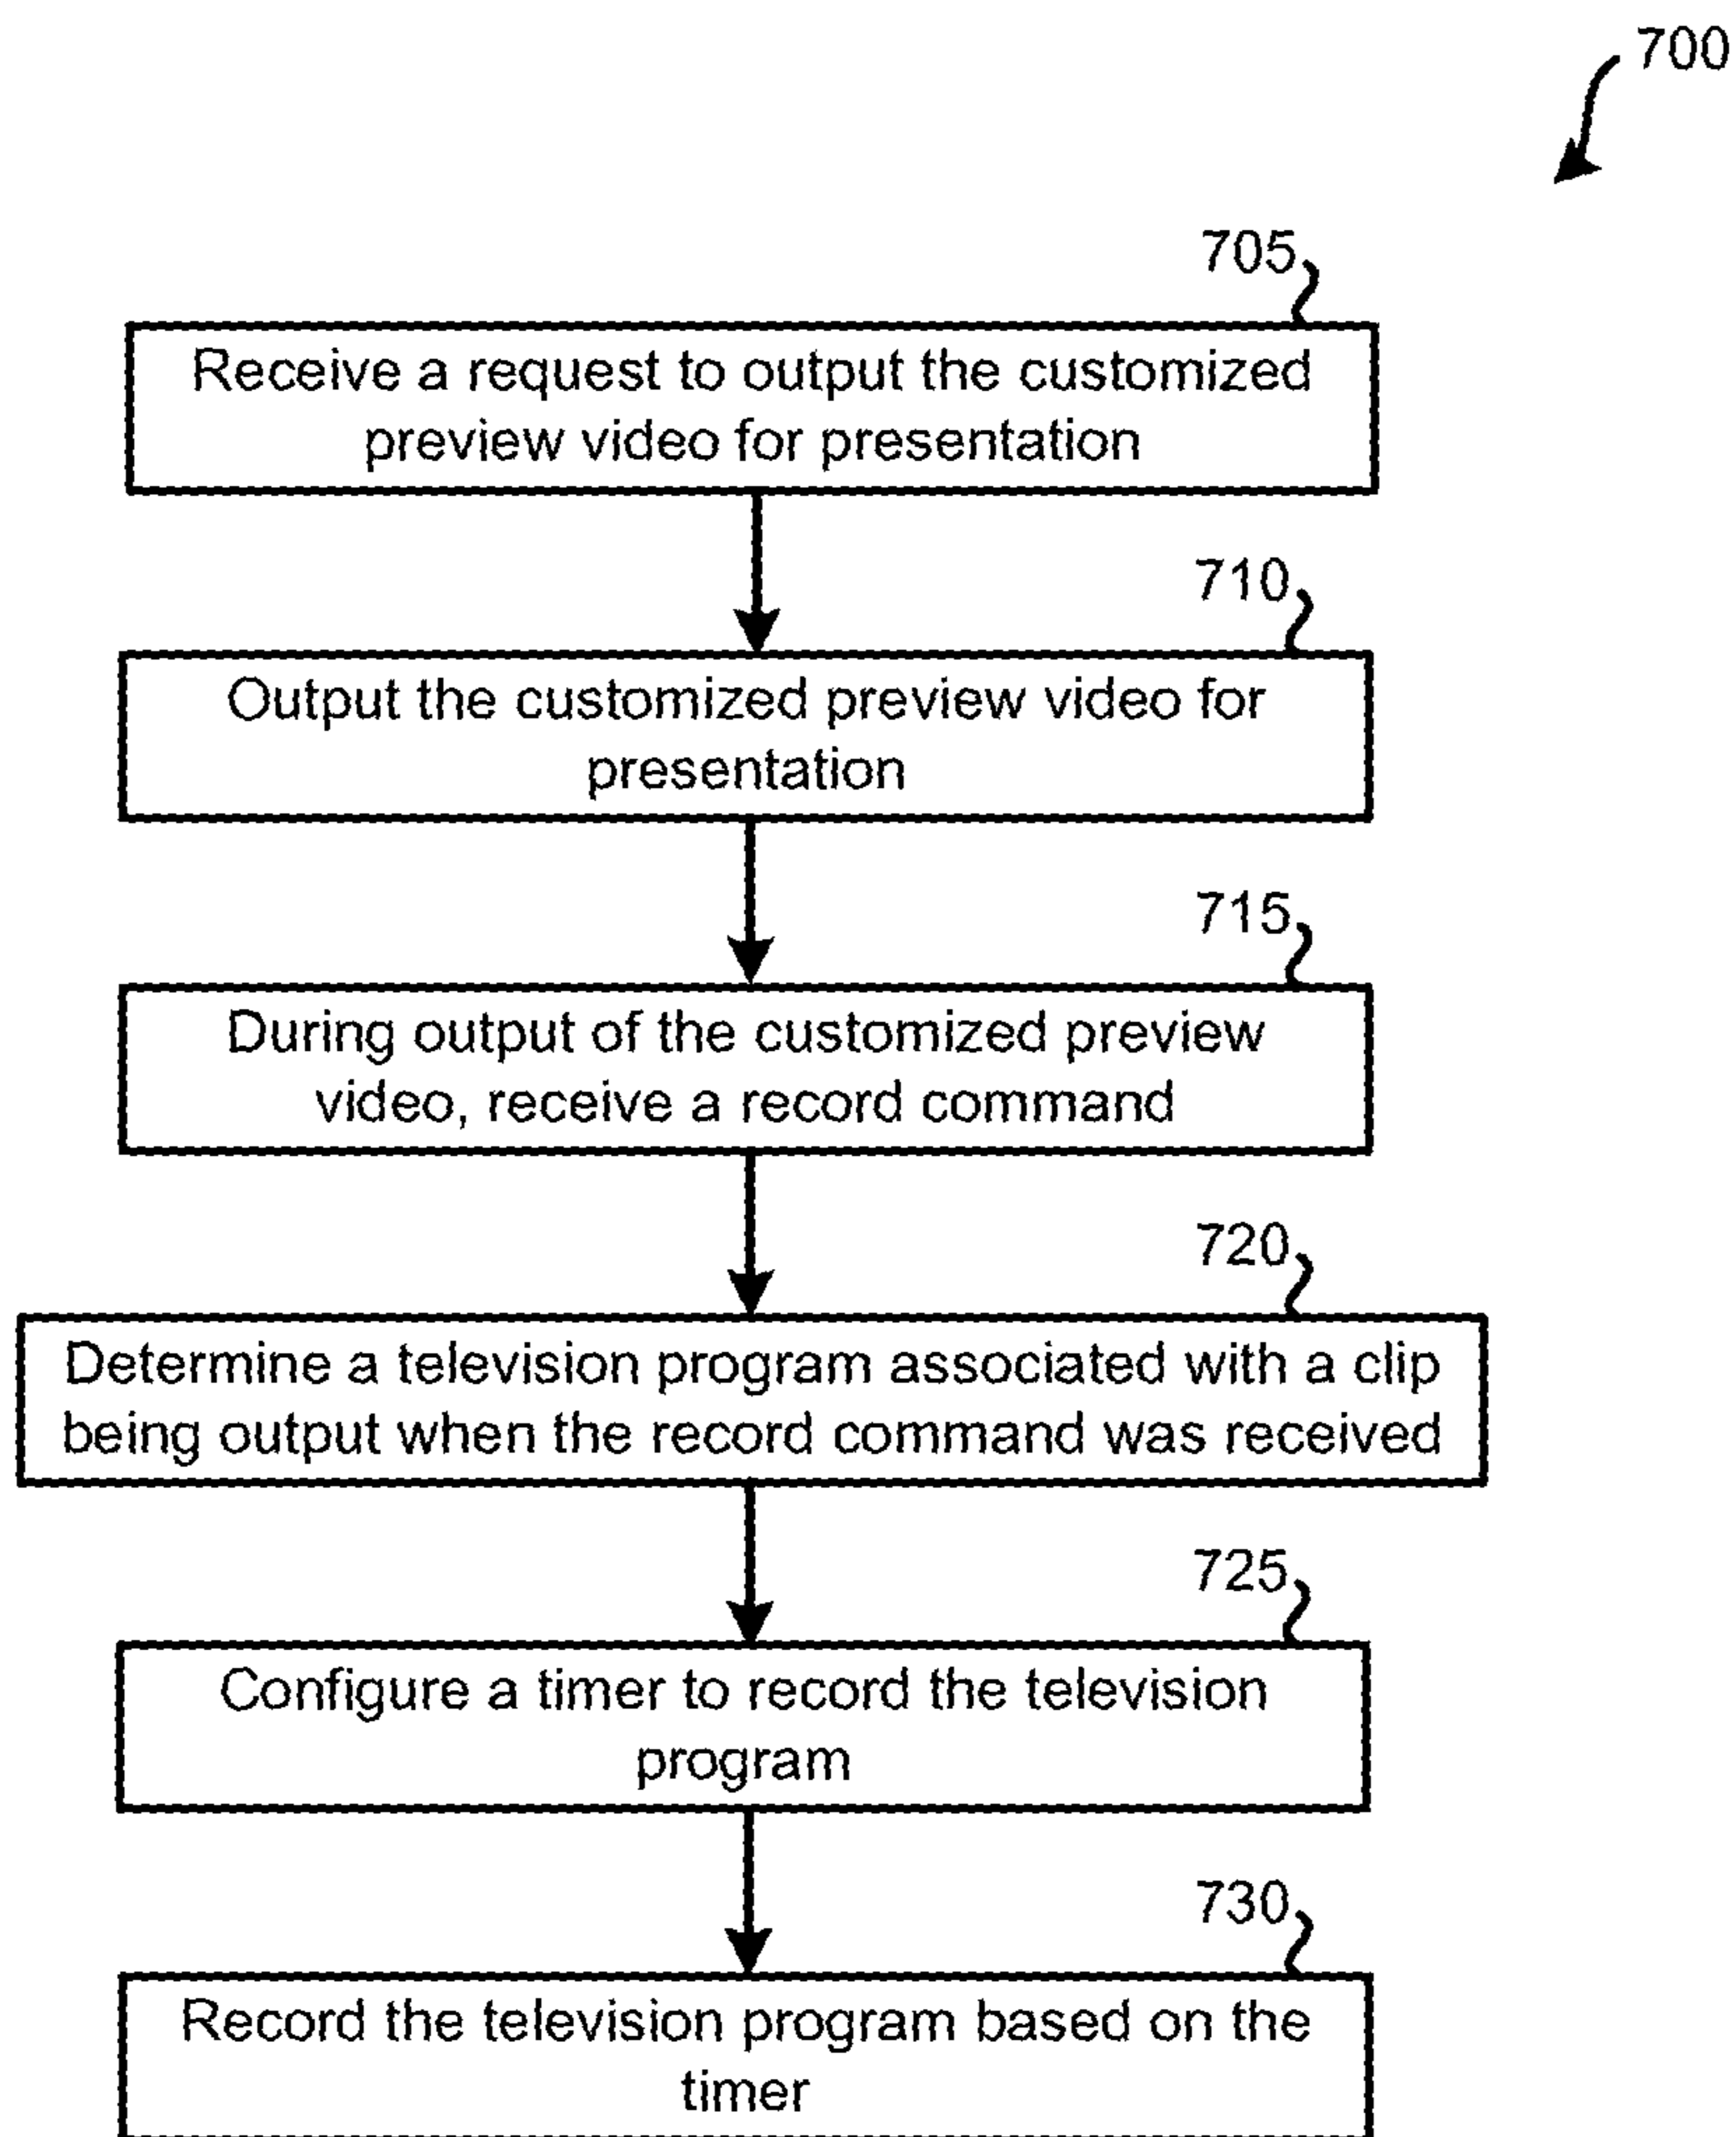 700
705
Receive a request to output the customized
preview video for presentation
710
Output the customized preview video for
presentation
715
During output of the customized preview
video, receive a record command
720
Determine a television program associated with a clip
being output when the record command was received
725
Configure a timer to record the television
program
730
Record the television program based on the
timer